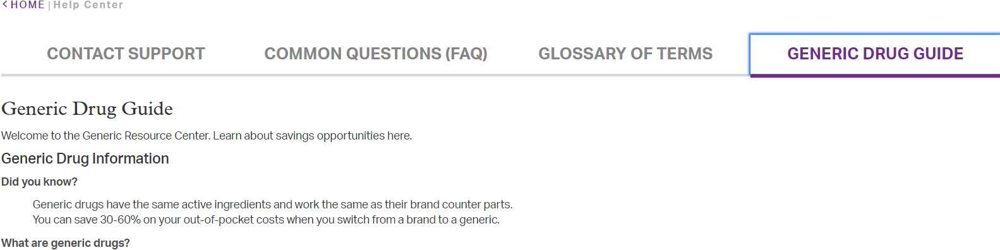 < HOME | Help Center
CONTACT SUPPORT COMMON QUESTIONS (FAQ) GLOSSARY OF TERMS GENERIC DRUG GUIDE
Generic Drug Guide
Welcome to the Generic Resource Center. Learn about savings opportunities here.
Generic Drug Information
Did you know?
Generic drugs have the same active ingredients and work the same as their brand counter parts.
You can save 30-60% on your out-of-pocket costs when you switch from a brand to a generic.
What are generic drugs?